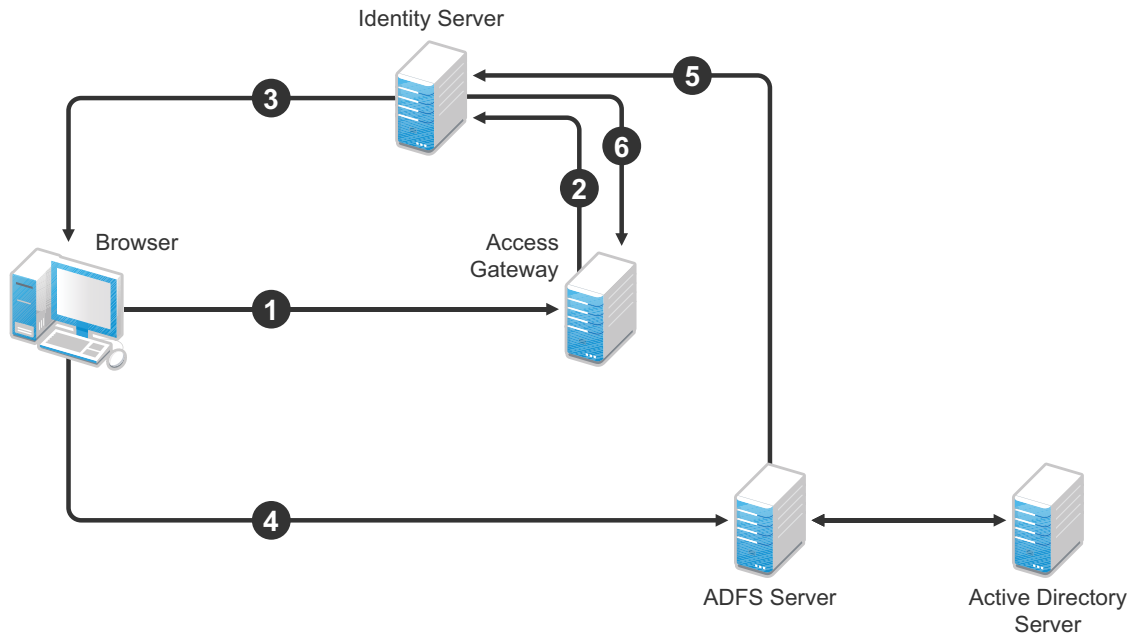 Identity Server
5
3
6
2
Browser
Access
Gateway
1
4
ADFS Server
Active Directory
Server